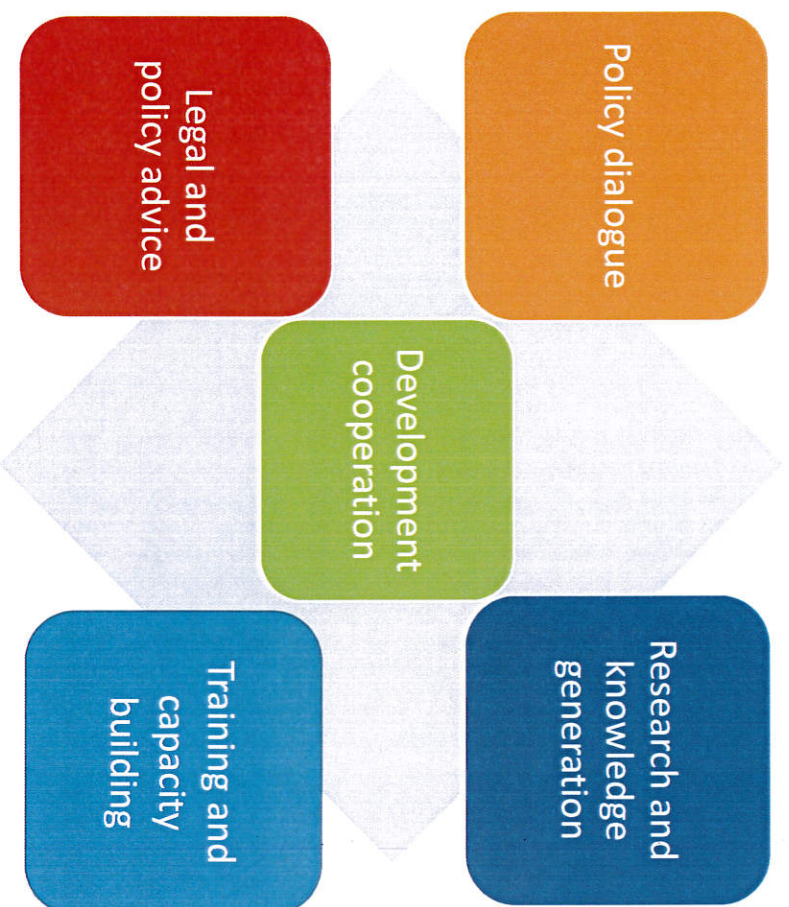 Policy dialogue
Research and
knowledge
generation
Development
cooperation
Legal and
policy advice
Training and
capacity
building